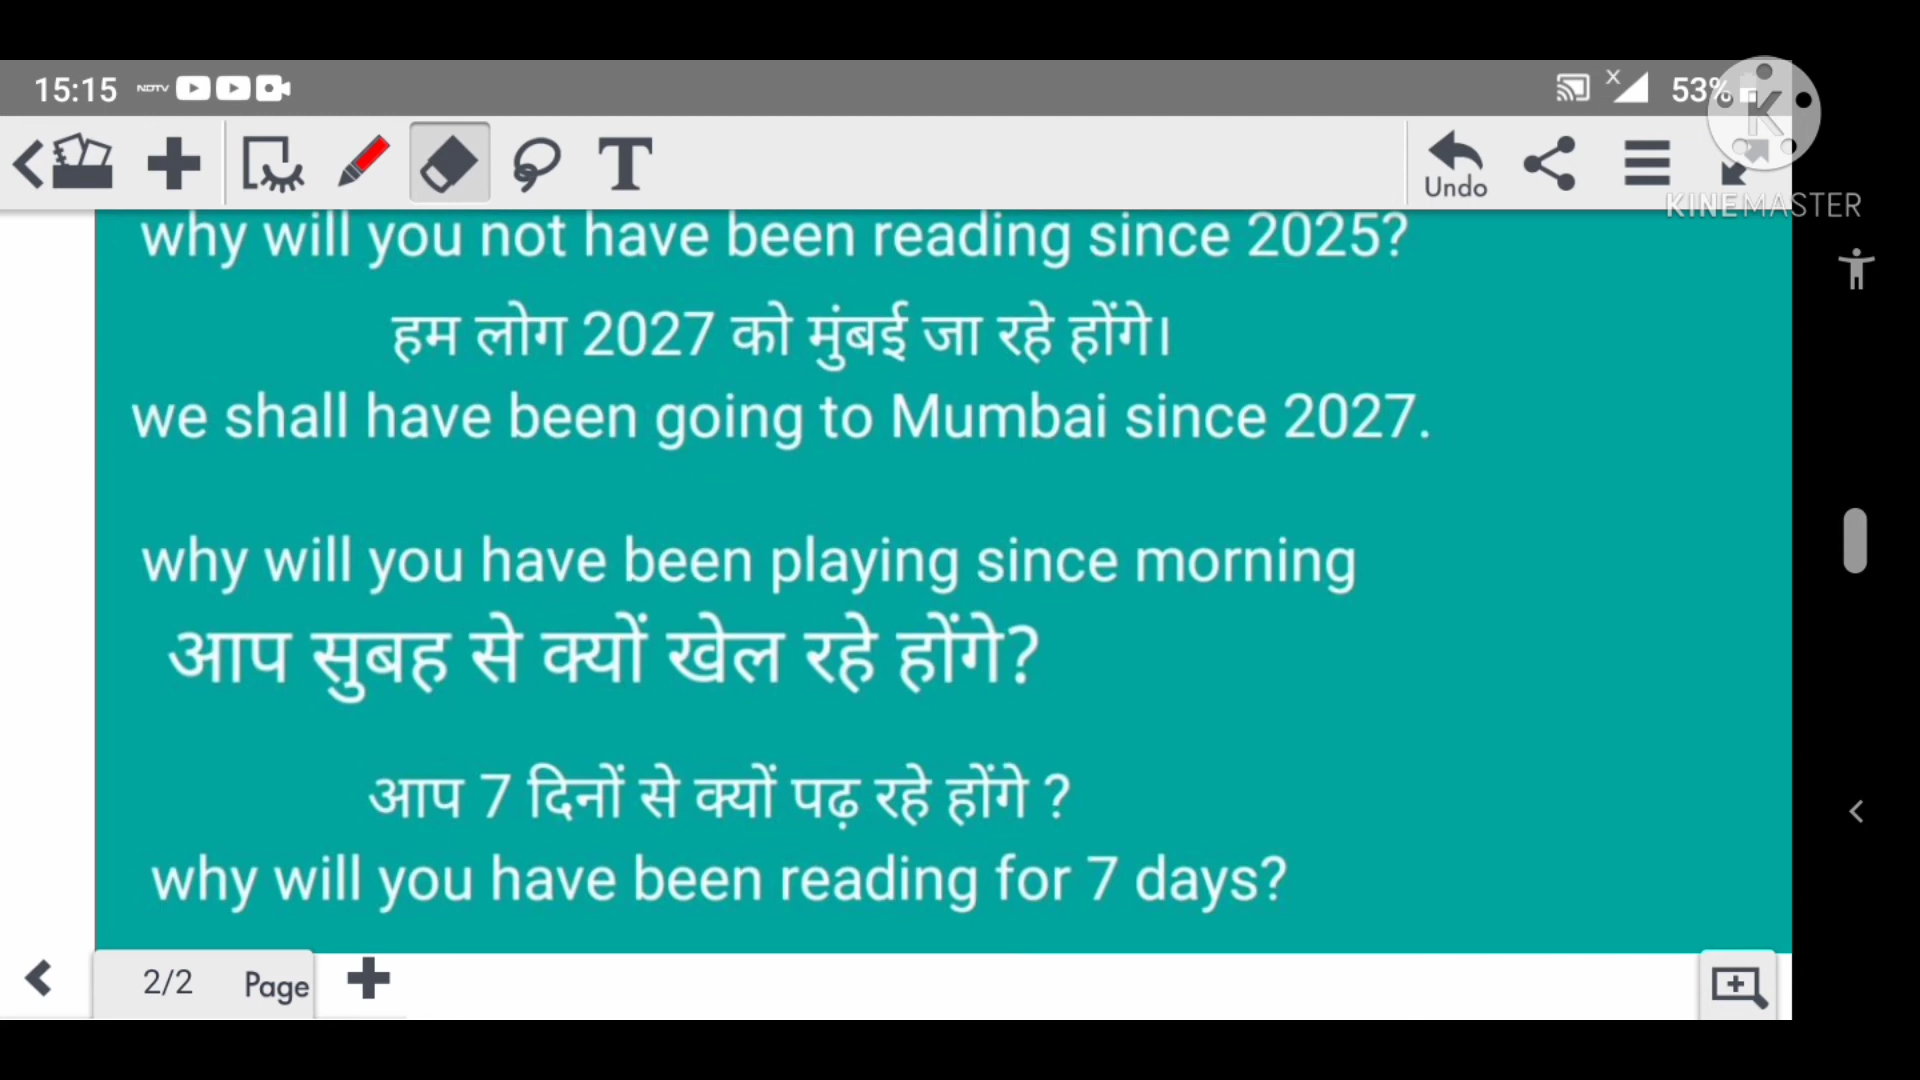 15:15 NDTV 53%
Undo
KINEMASTER
why will you not have been reading since 2025?
हम लोग 2027 को मुंबई जा रहे होंगे।
we shall have been going to Mumbai since 2027.
why will you have been playing since morning
आप सुबह से क्यों खेल रहे होंगे?
आप 7 दिनों से क्यों पढ़ रहे होंगे ?
why will you have been reading for 7 days?
2/2 Page